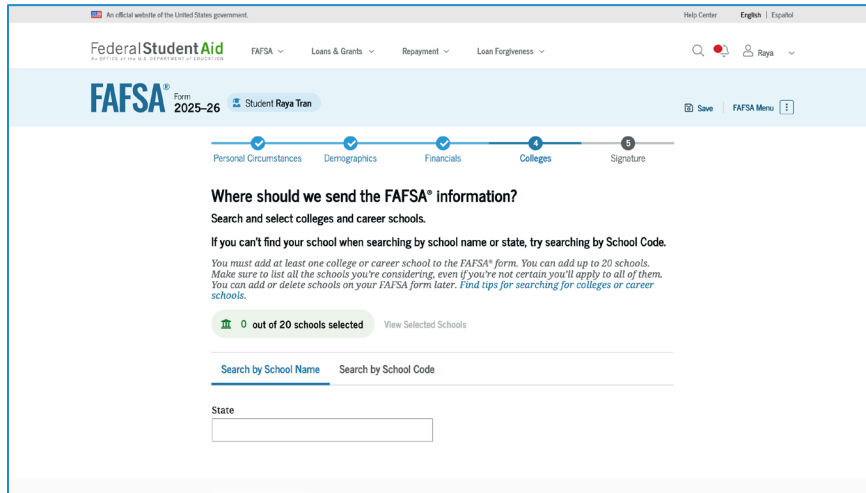 An official website of the United States government.
Help Center English | Español
Federal Student Aid
An OFFICE of the U.S. DEPARTMENT of EDUCATION
FAFSA Loans & Grants Repayment Loan Forgiveness
Raya
FAFSA® Form 2025–26
Student Raya Tran
Save FAFSA Menu
Personal Circumstances Demographics Financials 4 Colleges 5 Signature
Where should we send the FAFSA® information?
Search and select colleges and career schools.
If you can't find your school when searching by school name or state, try searching by School Code.
You must add at least one college or career school to the FAFSA® form. You can add up to 20 schools.
Make sure to list all the schools you're considering, even if you're not certain you'll apply to all of them.
You can add or delete schools on your FAFSA form later. Find tips for searching for colleges or career
schools.
0 out of 20 schools selected View Selected Schools
Search by School Name Search by School Code
State